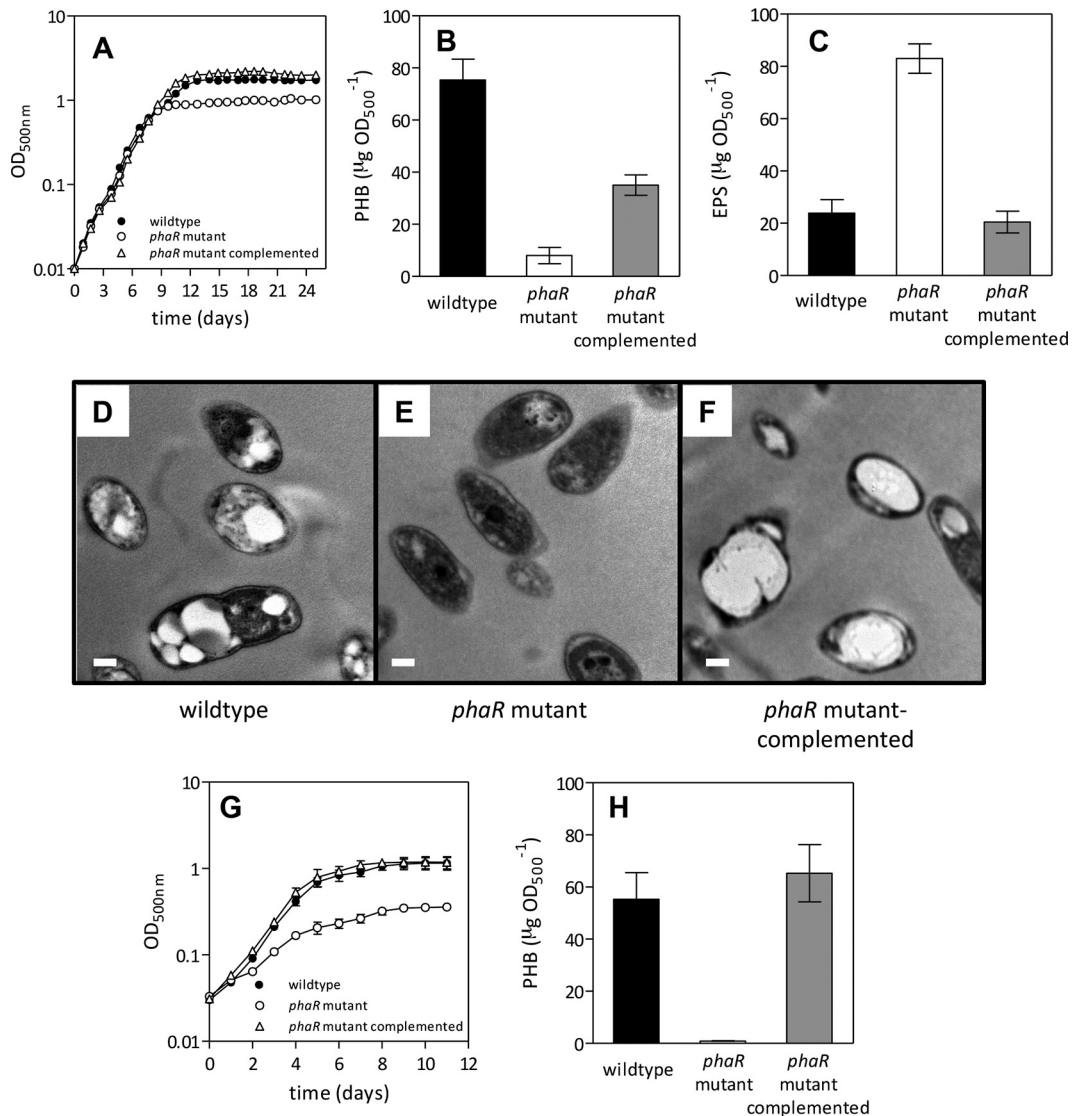 A
10
1
0.1
0.01
OD500nm
wildtype
phaR mutant
phaR mutant complemented
0 3 6 9 12 15 18 21 24
time (days)
B
100
80
60
40
20
0
PHB (µg OD500-1)
wildtype
phaR
mutant
phaR
mutant
complemented
C
100
80
60
40
20
0
EPS (µg OD500-1)
wildtype
phaR
mutant
phaR
mutant
complemented
D
E
F
wildtype
phaR mutant
phaR mutant-
complemented
G
10
1
0.1
0.01
OD500nm
wildtype
phaR mutant
phaR mutant complemented
0 2 4 6 8 10 12
time (days)
H
100
80
60
40
20
0
PHB (µg OD500-1)
wildtype
phaR
mutant
phaR
mutant
complemented